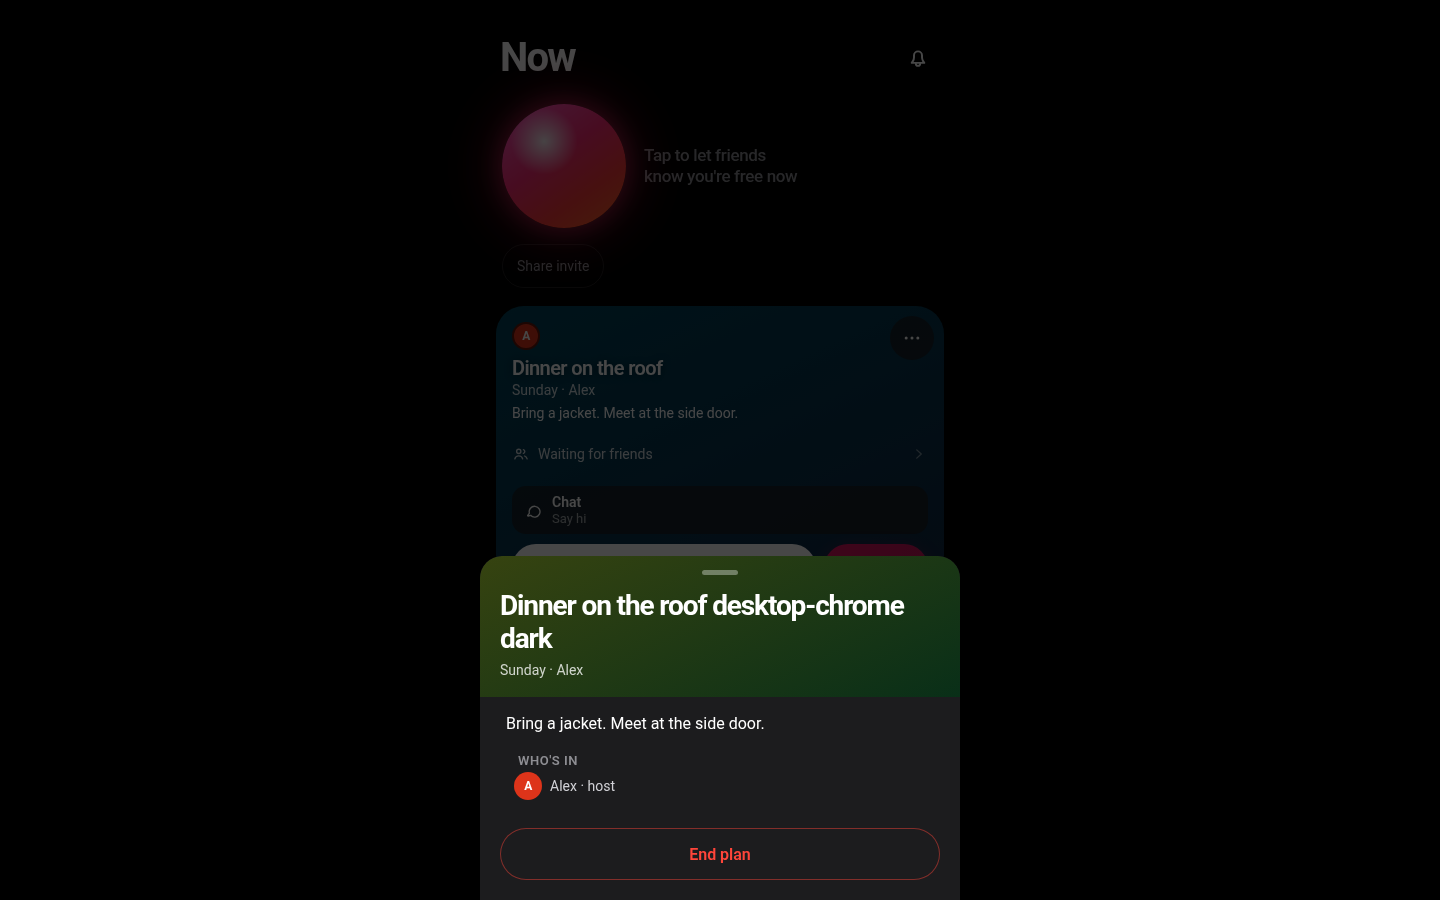 Now
Tap to let friends
know you're free now
Share invite
A
Dinner on the roof
Sunday · Alex
Bring a jacket. Meet at the side door.
Waiting for friends
Chat
Say hi
Dinner on the roof desktop-chrome
dark
Sunday · Alex
Bring a jacket. Meet at the side door.
WHO'S IN
A
Alex · host
End plan